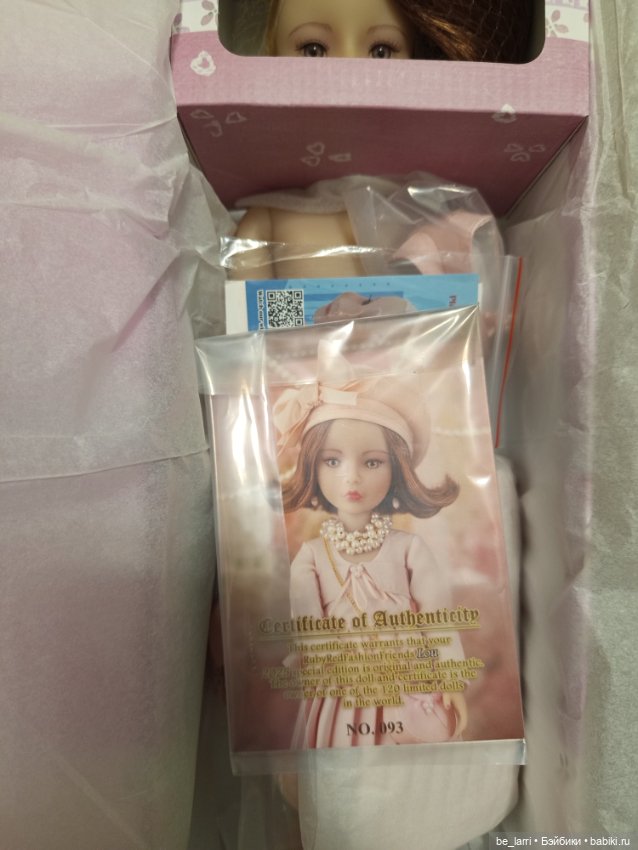 Certificate of Authenticity
This certificate warrants that your
RubyRedFashionFriends Lou
special edition is original and authentic.
The owner of this doll and certificate is the
owner of one of the 120 limited dolls
in the world.
NO. 093
be_larri • Бэйбики • babiki.ru